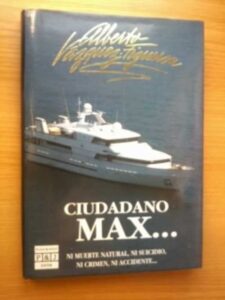 Alberto
Vázquez-Figueroa
CIUDADANO
MAX...
NI MUERTE NATURAL, NI SUICIDIO,
NI CRIMEN, NI ACCIDENTE...
P&J